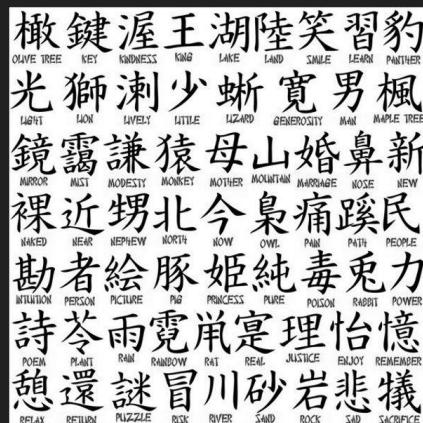 橄 鍵 渥 王 湖 陸 笑 習 豹
OLIVE TREE KEY KINDNESS KING LAKE LAND SMILE LEARN PANTHER
光 獅 溂 少 蜥 寛 男 楓
LIGHT LION LIVELY LITTLE LIZARD GENEROSITY MAN MAPLE TREE
鏡 靄 謙 猿 母 山 婚 鼻 新
MIRROR MIST MODESTY MONKEY MOTHER MOUNTAIN MARRIAGE NOSE NEW
裸 近 甥 北 今 梟 痛 蹊 民
NAKED NEAR NEPHEW NORTH NOW OWL PAIN PATH PEOPLE
勘 者 絵 豚 姫 純 毒 兎 力
INTUITION PERSON PICTURE PIG PRINCESS PURE POISON RABBIT POWER
詩 苓 雨 霓 鼡 寔 理 怡 憶
POEM PLANT RAIN RAINBOW RAT REAL JUSTICE ENJOY REMEMBER
憩 還 謎 冒 川 砂 岩 悲 犠
RELAX RETURN PUZZLE RISK RIVER SAND ROCK SAD SACRIFICE